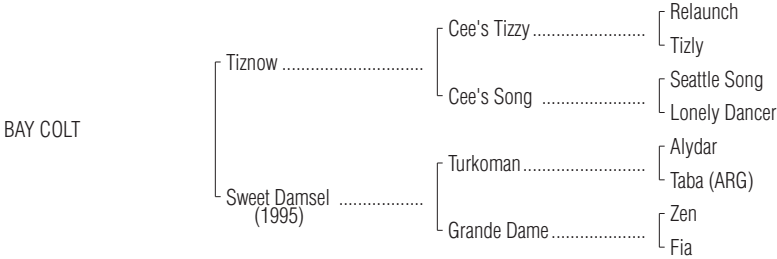 Relaunch
Cee's Tizzy ........................
Tizly
Tiznow ..............................
Seattle Song
Cee's Song ......................
Lonely Dancer
BAY COLT
Alydar
Turkoman..........................
Taba (ARG)
Sweet Damsel ..................
(1995)
Zen
Grande Dame....................
Fia